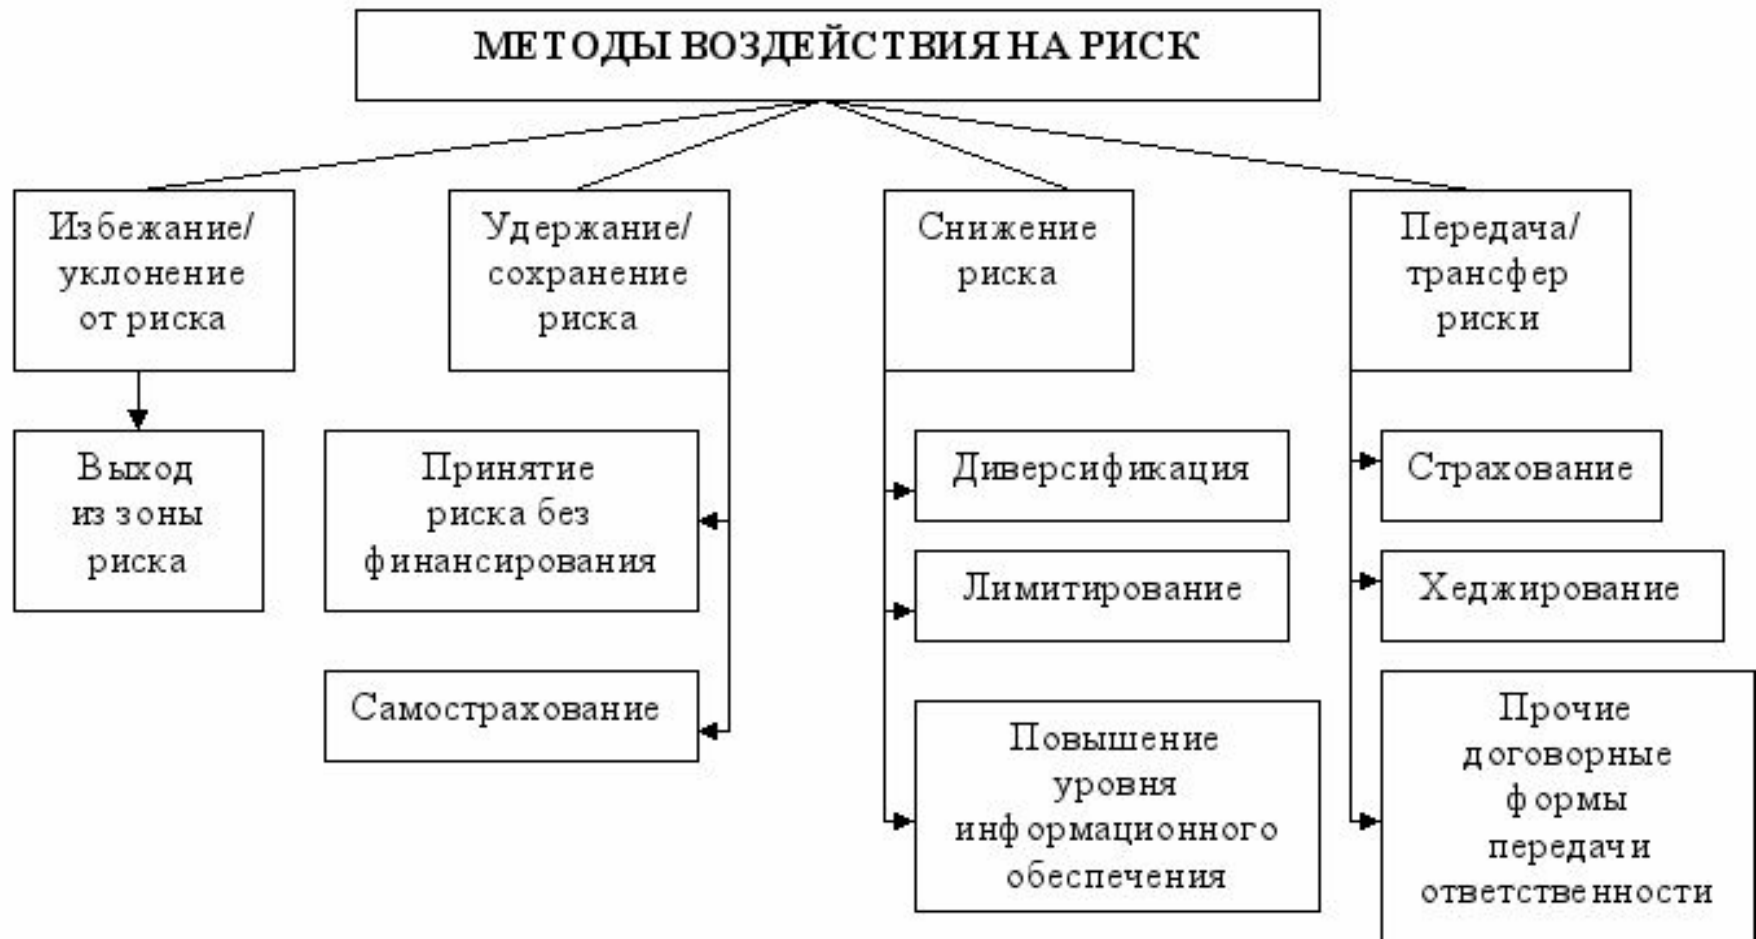 МЕТОДЫ ВОЗДЕЙСТВИЯ НА РИСК
Избежание/
уклонение
от риска
Удержание/
сохранение
риска
Снижение
риска
Передача/
трансфер
риски
Выход
из зоны
риска
Принятие
риска без
финансирования
Самострахование
Диверсификация
Лимитирование
Повышение
уровня
информационного
обеспечения
Страхование
Хеджирование
Прочие
договорные
формы
передачи
ответственности